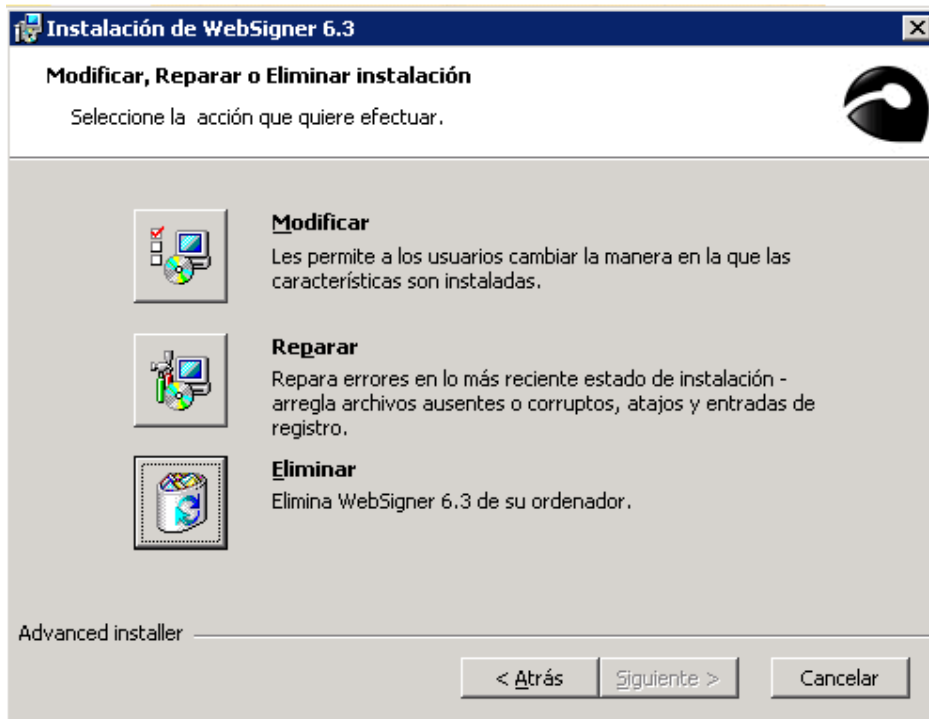 Instalación de WebSigner 6.3
Modificar, Reparar o Eliminar instalación
Seleccione la acción que quiere efectuar.
Modificar
Les permite a los usuarios cambiar la manera en la que las
características son instaladas.
Reparar
Repara errores en lo más reciente estado de instalación -
arregla archivos ausentes o corruptos, atajos y entradas de
registro.
Eliminar
Elimina WebSigner 6.3 de su ordenador.
Advanced installer
< Atrás
Siguiente >
Cancelar